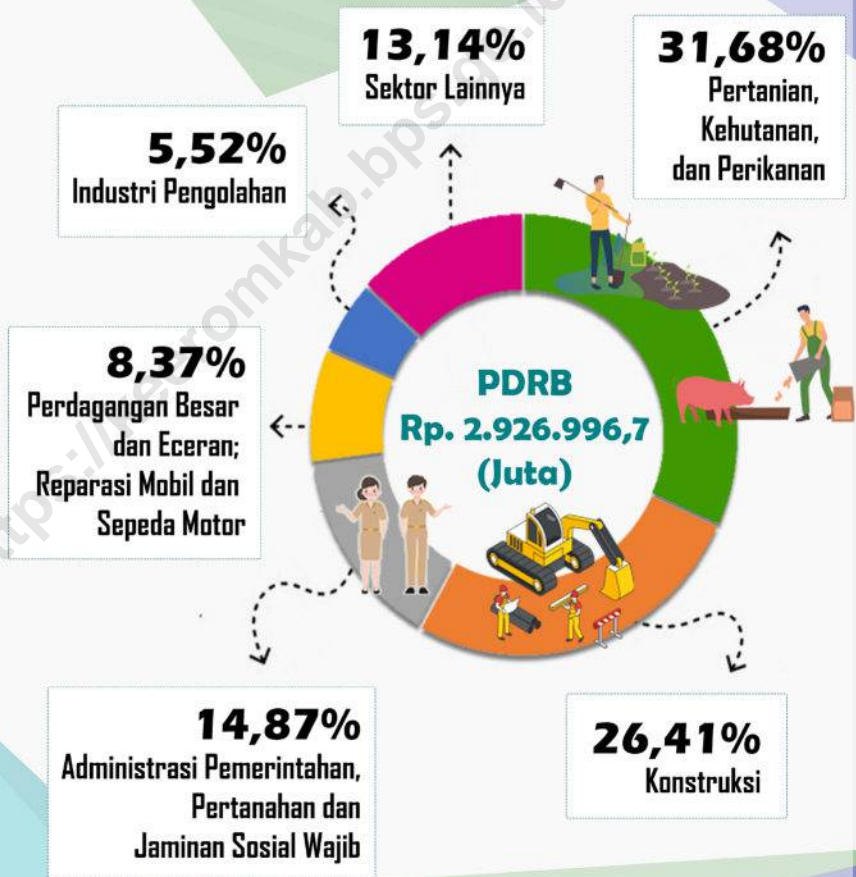 13,14%
Sektor Lainnya
31,68%
Pertanian,
Kehutanan,
dan Perikanan
5,52%
Industri Pengolahan
8,37%
Perdagangan Besar
dan Eceran;
Reparasi Mobil dan
Sepeda Motor
PDRB
Rp. 2.926.996,7
(Juta)
14,87%
Administrasi Pemerintahan,
Pertanahan dan
Jaminan Sosial Wajib
26,41%
Konstruksi